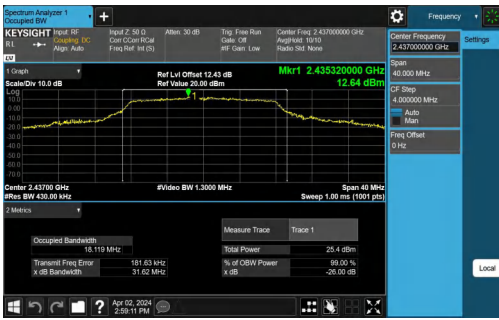 Spectrum Analyzer 1
Occupied BW
Frequency
KEYSIGHT
RL
Input: RF
Coupling: DC
Align: Auto
Input Z: 50 Ω
Corr CCorr RCal
Freq Ref: Int (S)
Atten: 30 dB
Trig: Free Run
Gate: Off
#IF Gain: Low
Center Freq: 2.437000000 GHz
Avg|Hold: 10/10
Radio Std: None
Center Frequency
2.437000000 GHz
Settings
Span
40.000 MHz
CF Step
4.000000 MHz
Auto
Man
Freq Offset
0 Hz
Local
1 Graph
Scale/Div 10.0 dB
Ref Lvl Offset 12.43 dB
Ref Value 20.00 dBm
Mkr1 2.435320000 GHz
12.64 dBm
Log
10.0
0.0
-10.0
-20.0
-30.0
-40.0
-50.0
-60.0
-70.0
1
Center 2.43700 GHz
#Res BW 430.00 kHz
#Video BW 1.3000 MHz
Span 40 MHz
Sweep 1.00 ms (1001 pts)
2 Metrics
Measure Trace
Trace 1
Occupied Bandwidth
18.119 MHz
Total Power
25.4 dBm
Transmit Freq Error
181.63 kHz
% of OBW Power
99.00 %
x dB Bandwidth
31.62 MHz
x dB
-26.00 dB
?
Apr 02, 2024
2:59:11 PM